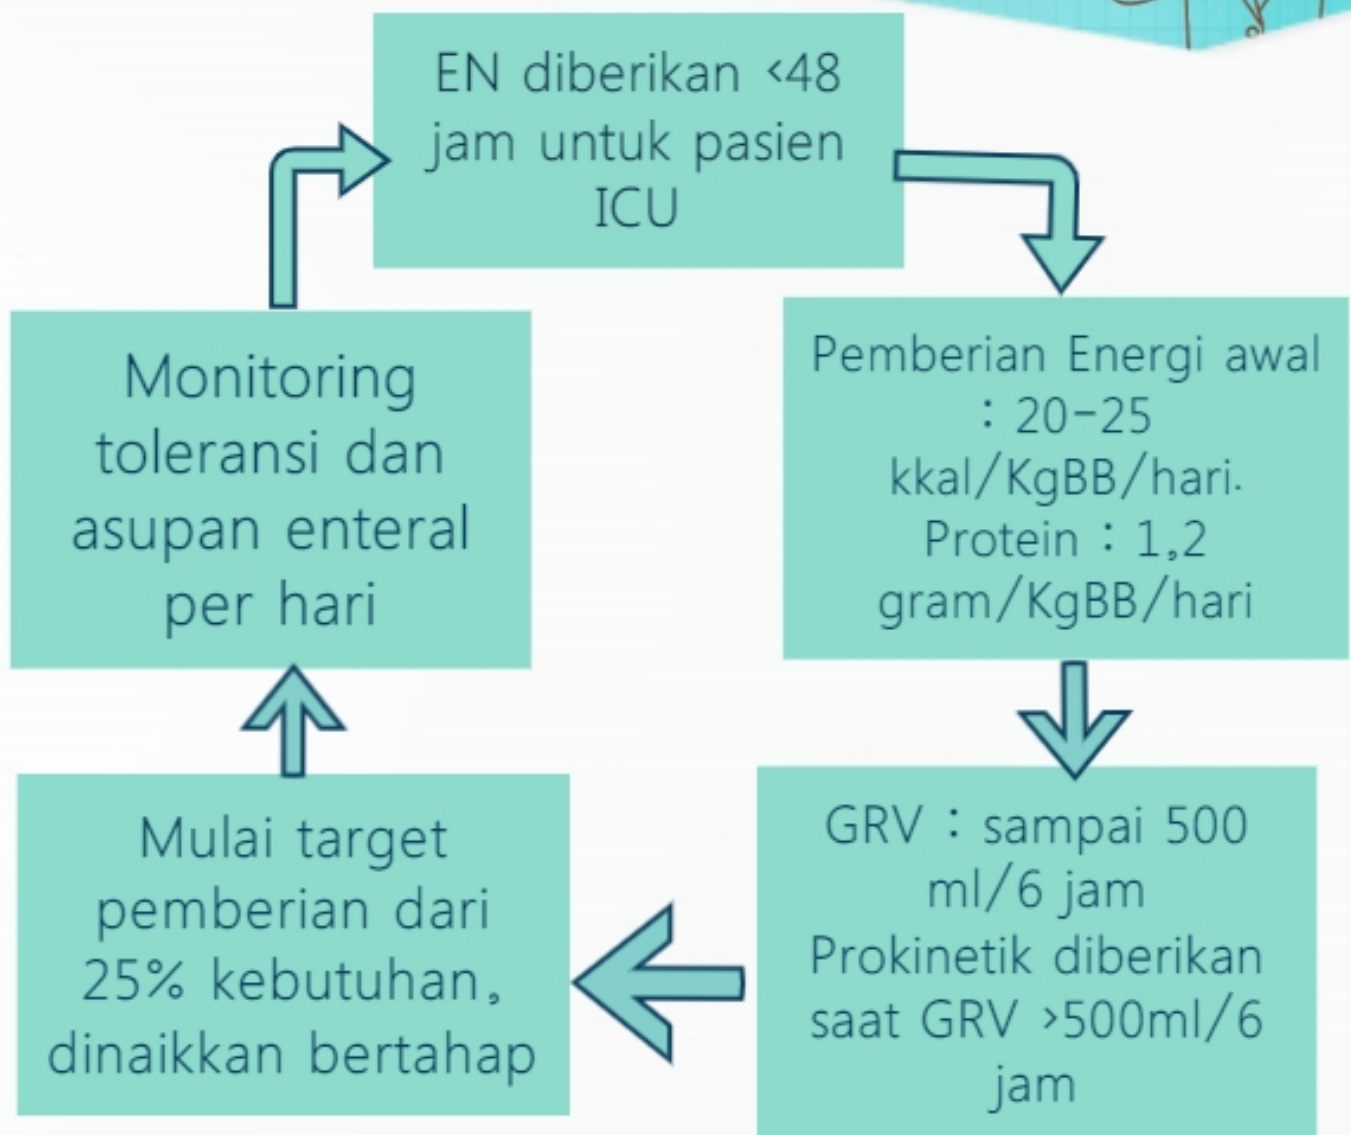 EN diberikan <48
jam untuk pasien
ICU
Pemberian Energi awal
: 20-25
kkal/KgBB/hari.
Protein : 1,2
gram/KgBB/hari
GRV : sampai 500
ml/6 jam
Prokinetik diberikan
saat GRV >500ml/6
jam
Mulai target
pemberian dari
25% kebutuhan,
dinaikkan bertahap
Monitoring
toleransi dan
asupan enteral
per hari